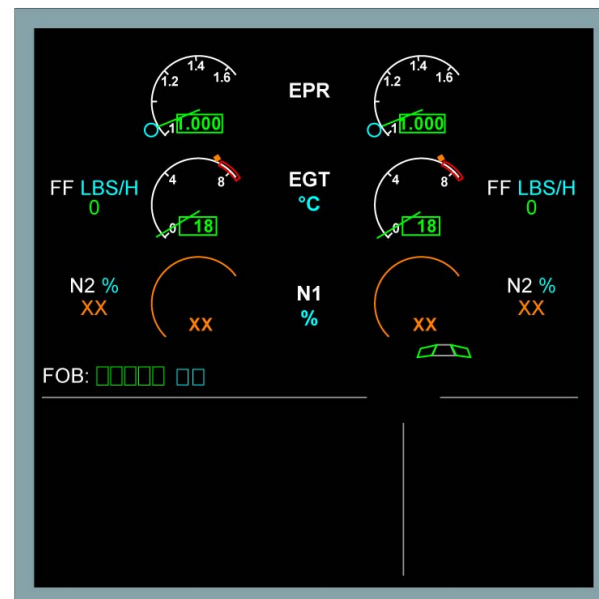 1 1.2 1.4 1.6 1.000
EPR
1 1.2 1.4 1.6 1.000
FF LBS/H
0
0 4 8 18
EGT
°C
0 4 8 18
FF LBS/H
0
N2 %
XX
XX
N1
%
XX
N2 %
XX
FOB: